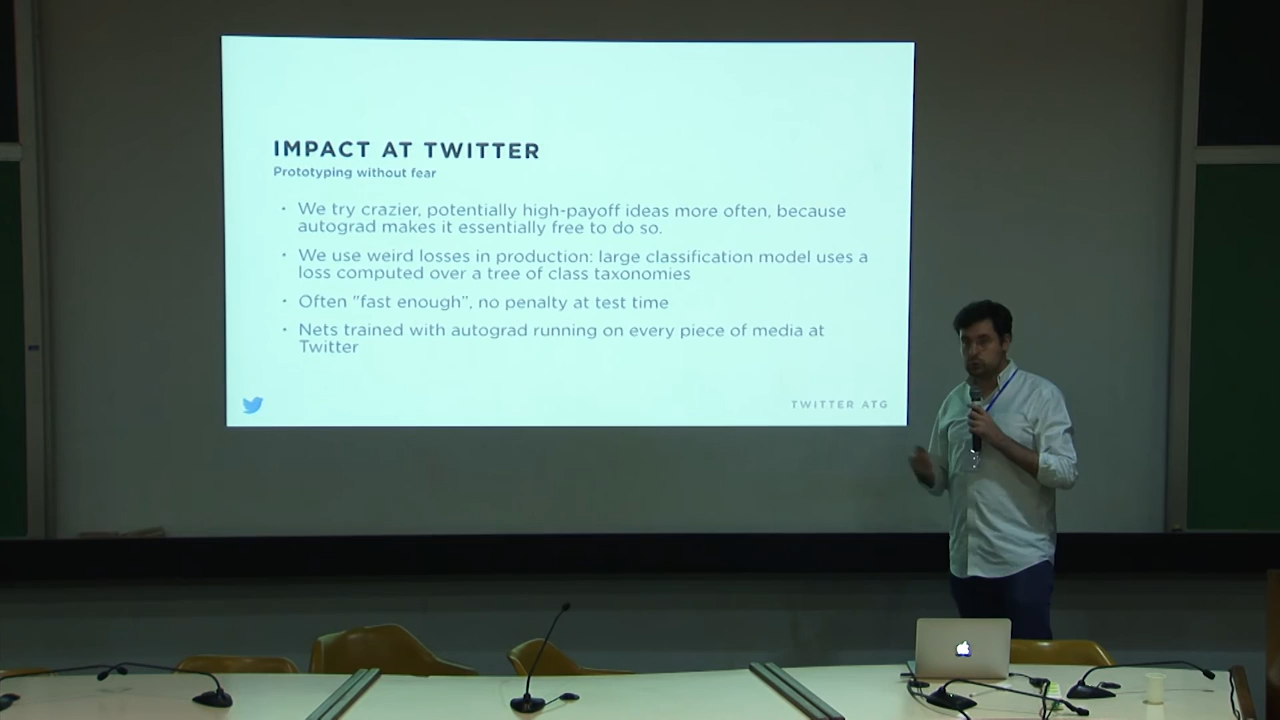 IMPACT AT TWITTER
Prototyping without fear
• We try crazier, potentially high-payoff ideas more often, because
autograd makes it essentially free to do so.
• We use weird losses in production: large classification model uses a
loss computed over a tree of class taxonomies
• Often "fast enough", no penalty at test time
• Nets trained with autograd running on every piece of media at
Twitter
TWITTER ATG